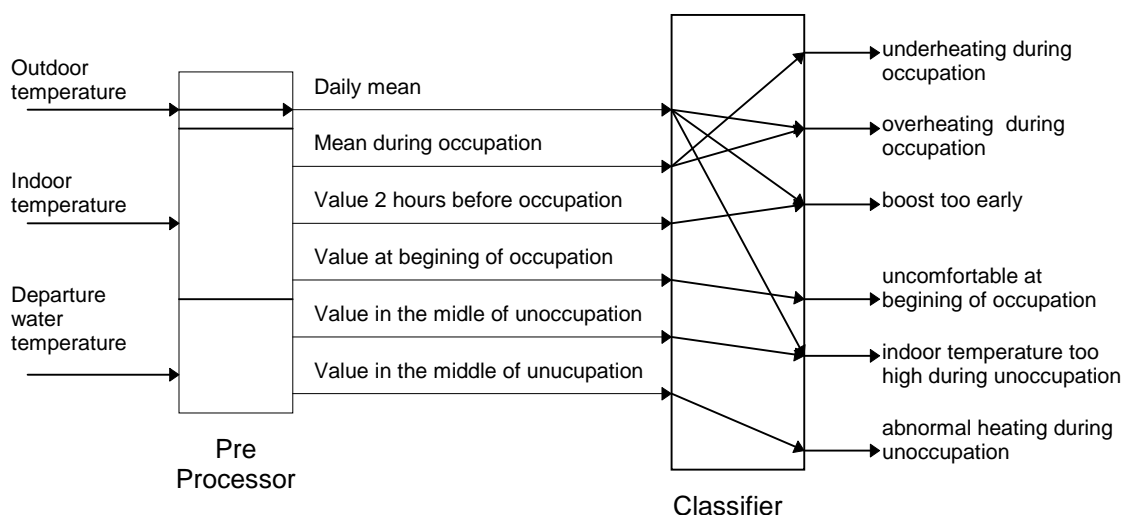 Outdoor
temperature
Indoor
temperature
Departure
water
temperature
Pre
Processor
Daily mean
Mean during occupation
Value 2 hours before occupation
Value at begining of occupation
Value in the midle of unoccupation
Value in the middle of unucupation
Classifier
underheating during
occupation
overheating during
occupation
boost too early
uncomfortable at
begining of occupation
indoor temperature too
high during unoccupation
abnormal heating during
unoccupation